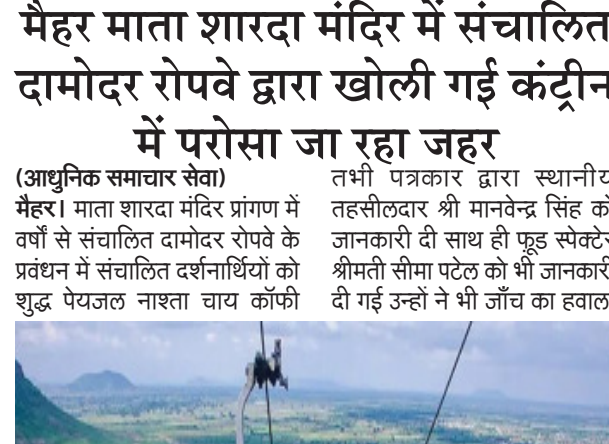 मैहर माता शारदा मंदिर में संचालित
दामोदर रोपवे द्वारा खोली गई कंट्रीन
में परोसा जा रहा जहर
(आधुनिक समाचार सेवा)
मैहर। माता शारदा मंदिर प्रांगण में
वर्षों से संचालित दामोदर रोपवे के
प्रवंधन में संचालित दर्शनार्थियों को
शुद्ध पेयजल नाश्ता चाय कॉफी
तभी पत्रकार द्वारा स्थानीय
तहसीलदार श्री मानवेन्द्र सिंह को
जानकारी दी साथ ही फूड स्पेक्टर
श्रीमती सीमा पटेल को भी जानकारी
दी गई उन्हों ने भी जाँच का हवाल